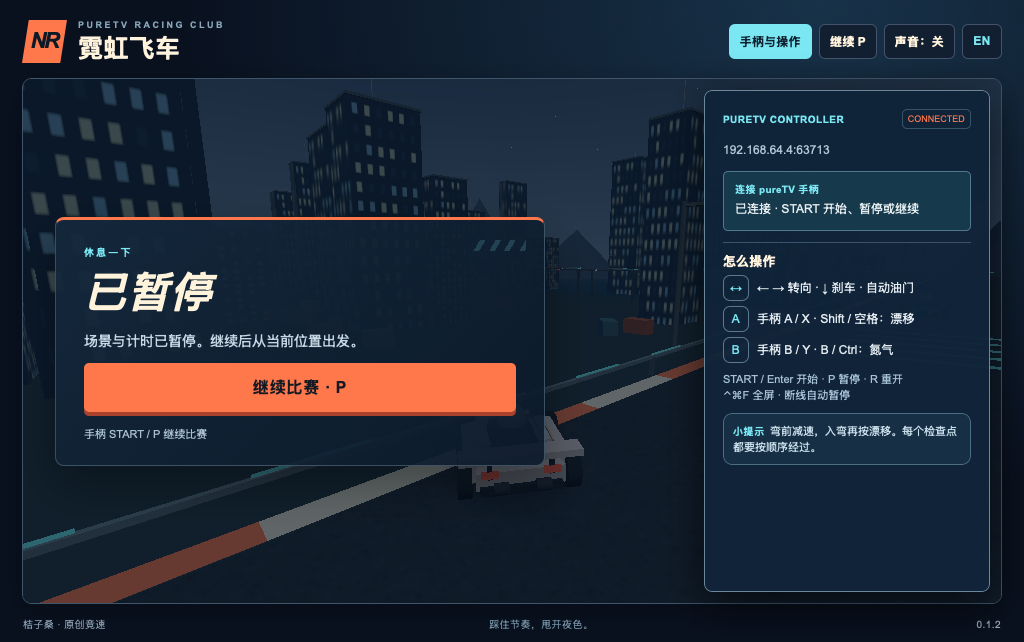 NR
PURETV RACING CLUB
霓虹飞车
手柄与操作
继续 P
声音：关
EN
PURETV CONTROLLER
CONNECTED
192.168.64.4:63713
连接 pureTV 手柄
已连接 · START 开始、暂停或继续
怎么操作
↔ ← → 转向 · ↓ 刹车 · 自动油门
A 手柄 A / X · Shift / 空格：漂移
B 手柄 B / Y · B / Ctrl：氮气
START / Enter 开始 · P 暂停 · R 重开
^⌘F 全屏 · 断线自动暂停
小提示 弯前减速，入弯再按漂移。每个检查点
都要按顺序经过。
休息一下
已暂停
场景与计时已暂停。继续后从当前位置出发。
继续比赛 · P
手柄 START / P 继续比赛
桔子桑 · 原创竞速
踩住节奏，甩开夜色。
0.1.2